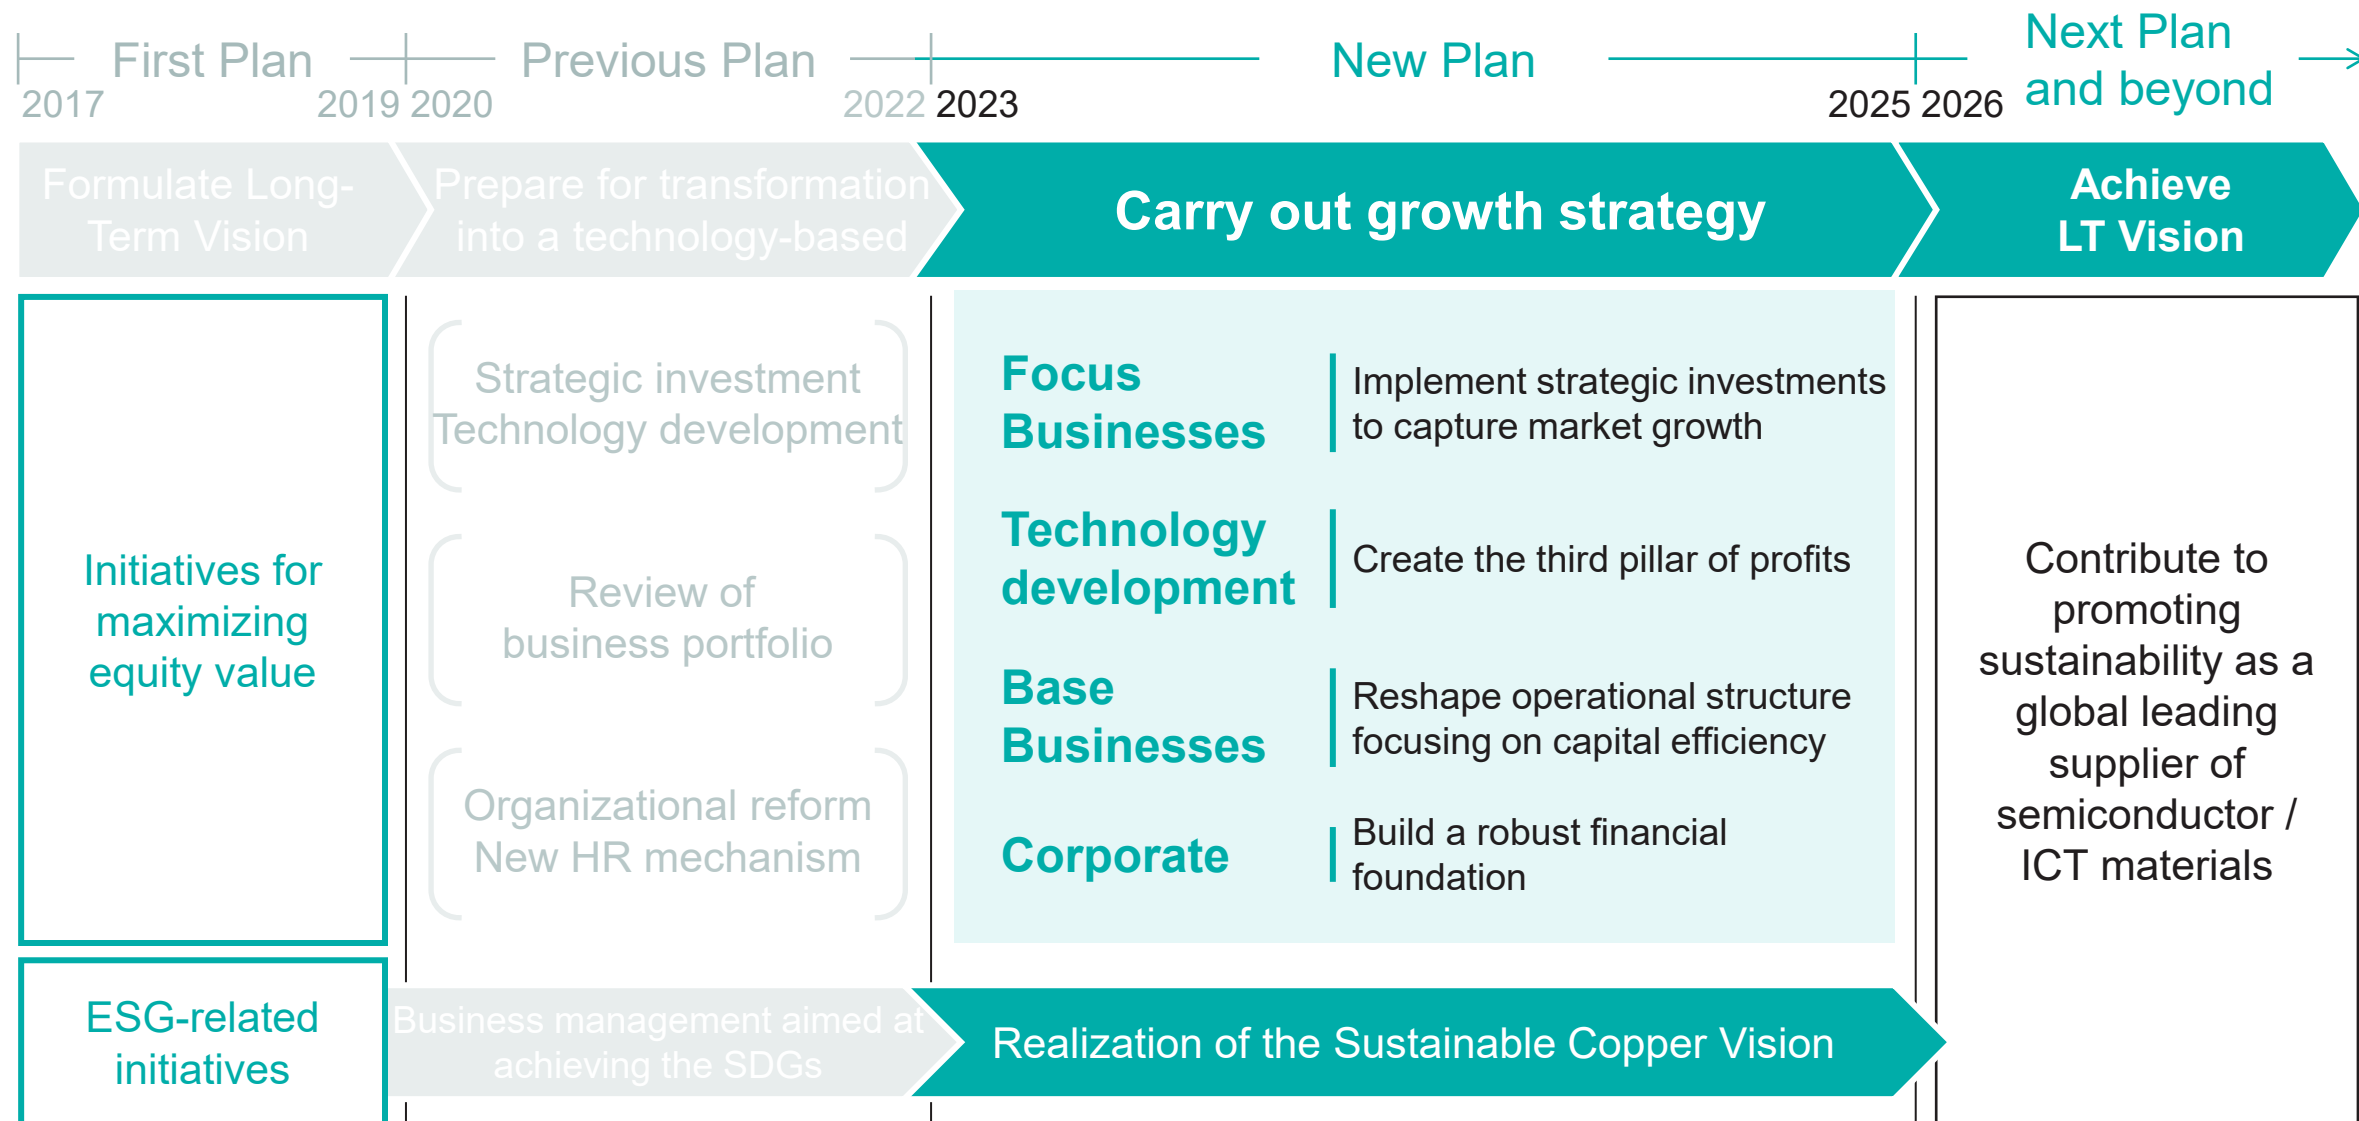 First Plan
Previous Plan
New Plan
Next Plan
and beyond
2017
2019
2020
2022
2023
2025
2026
Formulate Long-
Term Vision
Prepare for transformation
into a technology-based
Carry out growth strategy
Achieve
LT Vision
Initiatives for
maximizing
equity value
Strategic investment
Technology development
Review of
business portfolio
Organizational reform
New HR mechanism
Focus
Businesses
Implement strategic investments
to capture market growth
Technology
development
Create the third pillar of profits
Base
Businesses
Reshape operational structure
focusing on capital efficiency
Corporate
Build a robust financial
foundation
Contribute to
promoting
sustainability as a
global leading
supplier of
semiconductor /
ICT materials
ESG-related
initiatives
Business management aimed at
achieving the SDGs
Realization of the Sustainable Copper Vision